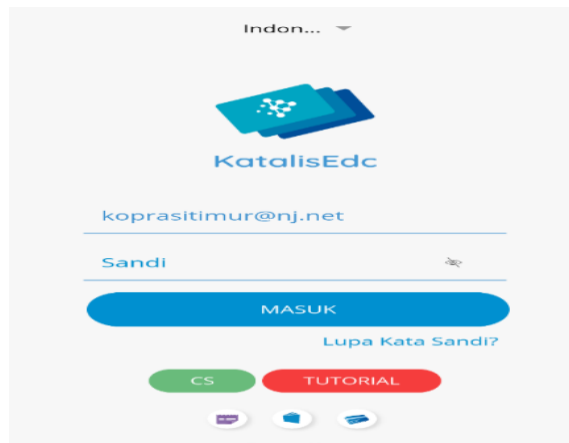 Indon...
KatalisEdc
koprasitimur@nj.net
Sandi
MASUK
Lupa Kata Sandi?
CS TUTORIAL